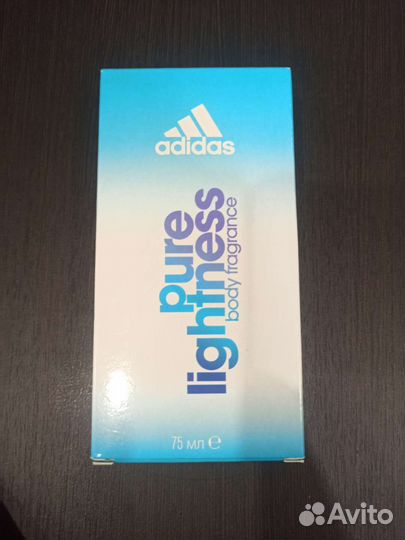 adidas
pure
lightness
body fragrance
75 мл e
Avito